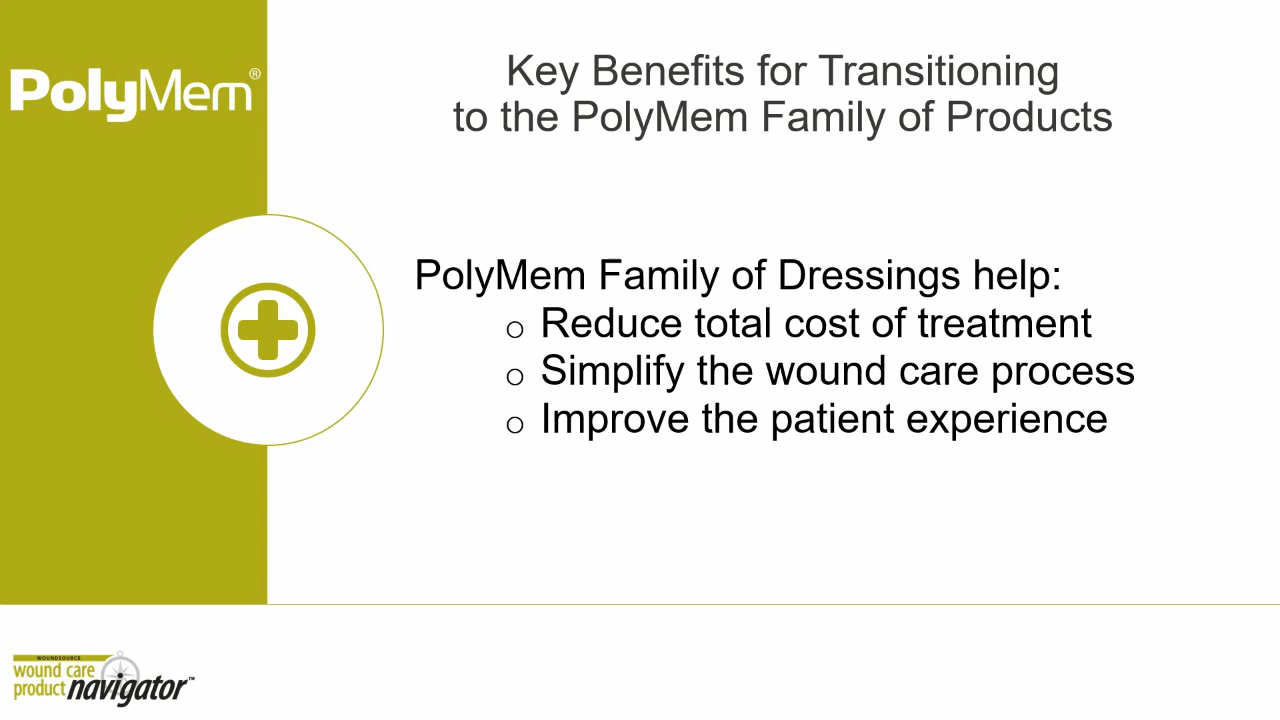 PolyMem®
Key Benefits for Transitioning
to the PolyMem Family of Products
PolyMem Family of Dressings help:
o Reduce total cost of treatment
o Simplify the wound care process
o Improve the patient experience
WOUNDSOURCE
wound care
product navigator™